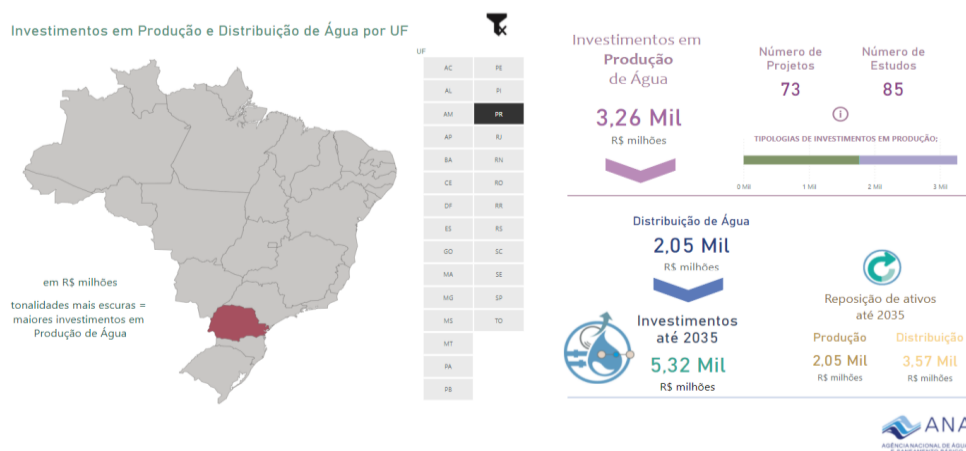 Investimentos em Produção e Distribuição de Água por UF
UF
AC
PE
AL
PI
AM
PR
AP
RJ
BA
RN
CE
RO
DF
RR
ES
RS
GO
SC
MA
SE
MG
SP
MS
TO
MT
PA
PB
em R$ milhões
tonalidades mais escuras =
maiores investimentos em
Produção de Água
Investimentos em
Produção
de Água
3,26 Mil
R$ milhões
Número de
Projetos
73
Número de
Estudos
85
TIPOLOGIAS DE INVESTIMENTOS EM PRODUÇÃO:
0 Mil
1 Mil
2 Mil
3 Mil
Distribuição de Água
2,05 Mil
R$ milhões
Investimentos
até 2035
5,32 Mil
R$ milhões
Reposição de ativos
até 2035
Produção
2,05 Mil
R$ milhões
Distribuição
3,57 Mil
R$ milhões
ANA
AGÊNCIA NACIONAL DE ÁGUA